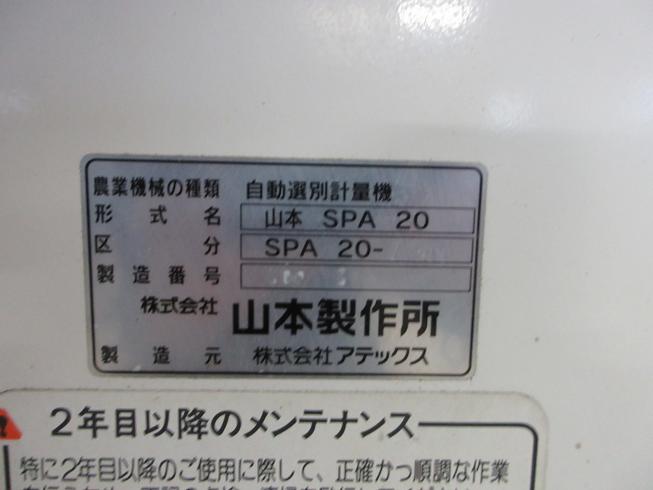 農業機械の種類 自動選別計量機
形式名 山本 SPA 20
区分 SPA 20-
製造番号
株式会社 山本製作所
製造元 株式会社アテックス
2年目以降のメンテナンス
特に2年目以降のご使用に際して、正確かつ順調な作業